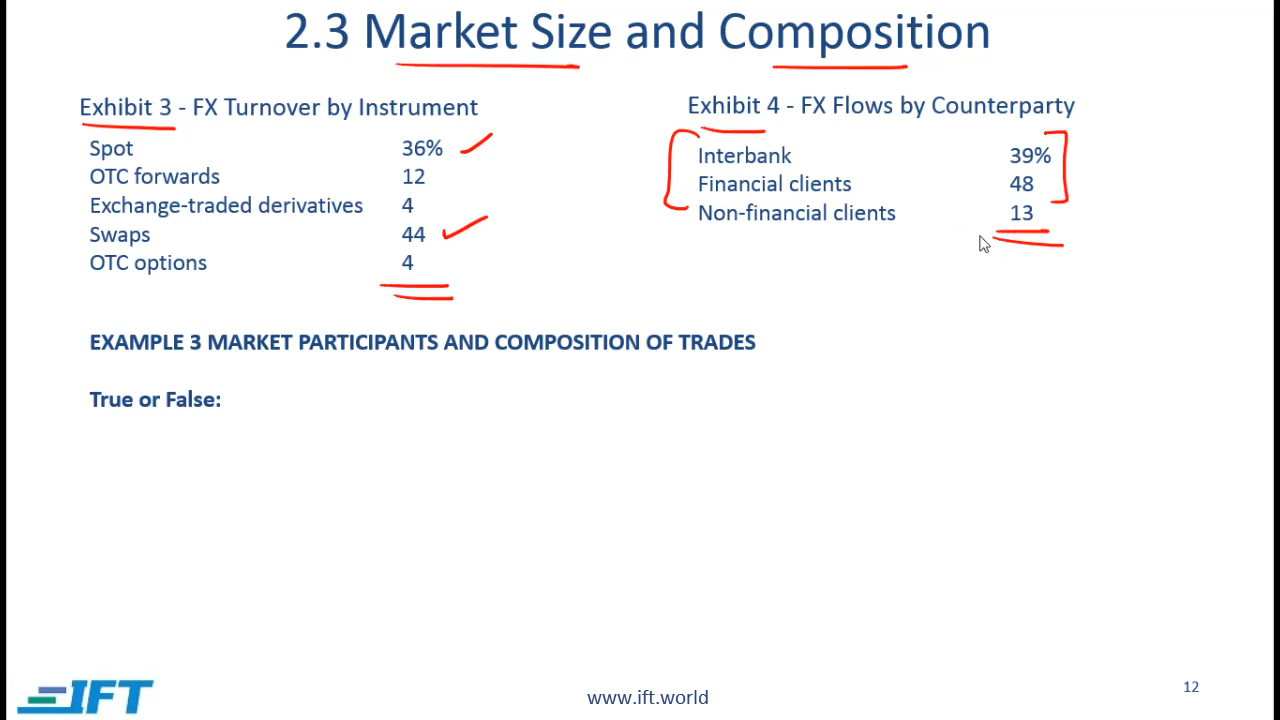 2.3 Market Size and Composition
Exhibit 3 - FX Turnover by Instrument
Spot 36%
OTC forwards 12
Exchange-traded derivatives 4
Swaps 44
OTC options 4
Exhibit 4 - FX Flows by Counterparty
Interbank 39%
Financial clients 48
Non-financial clients 13
EXAMPLE 3 MARKET PARTICIPANTS AND COMPOSITION OF TRADES
True or False:
IFT
www.ift.world
12